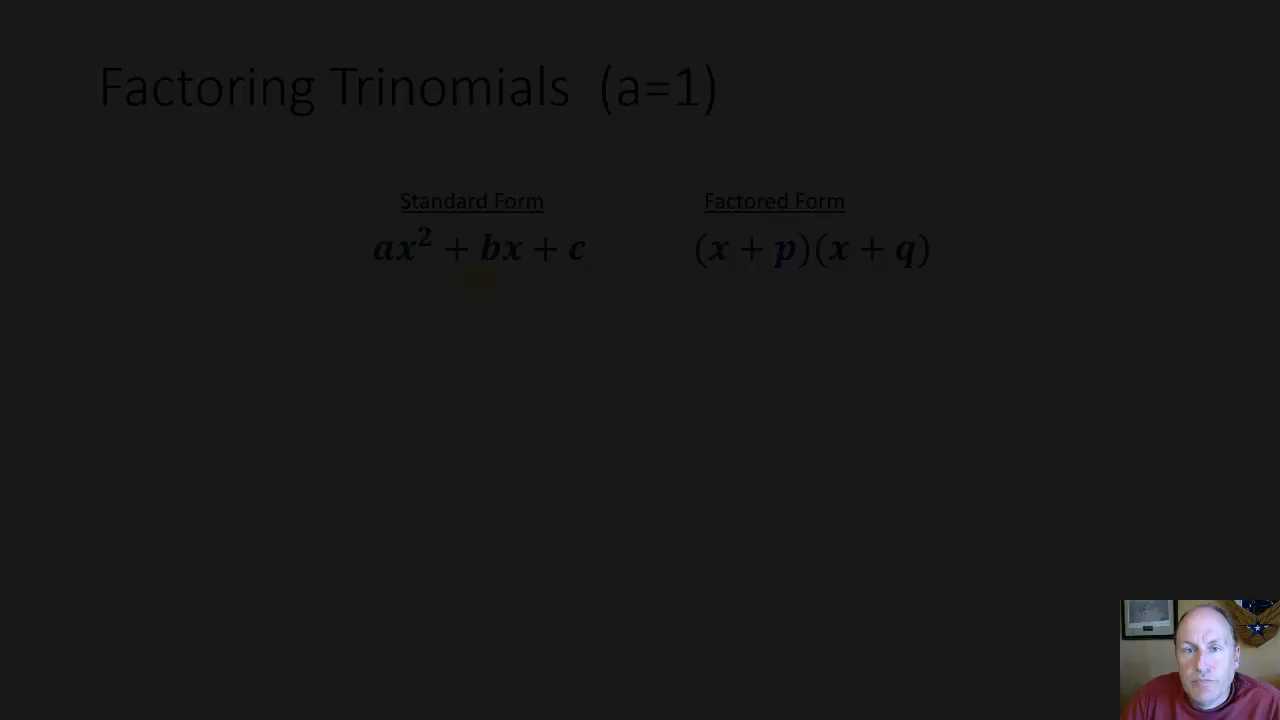 Factoring Trinomials (a=1)
Standard Form
Factored Form
ax² + bx + c
(x + p)(x + q)